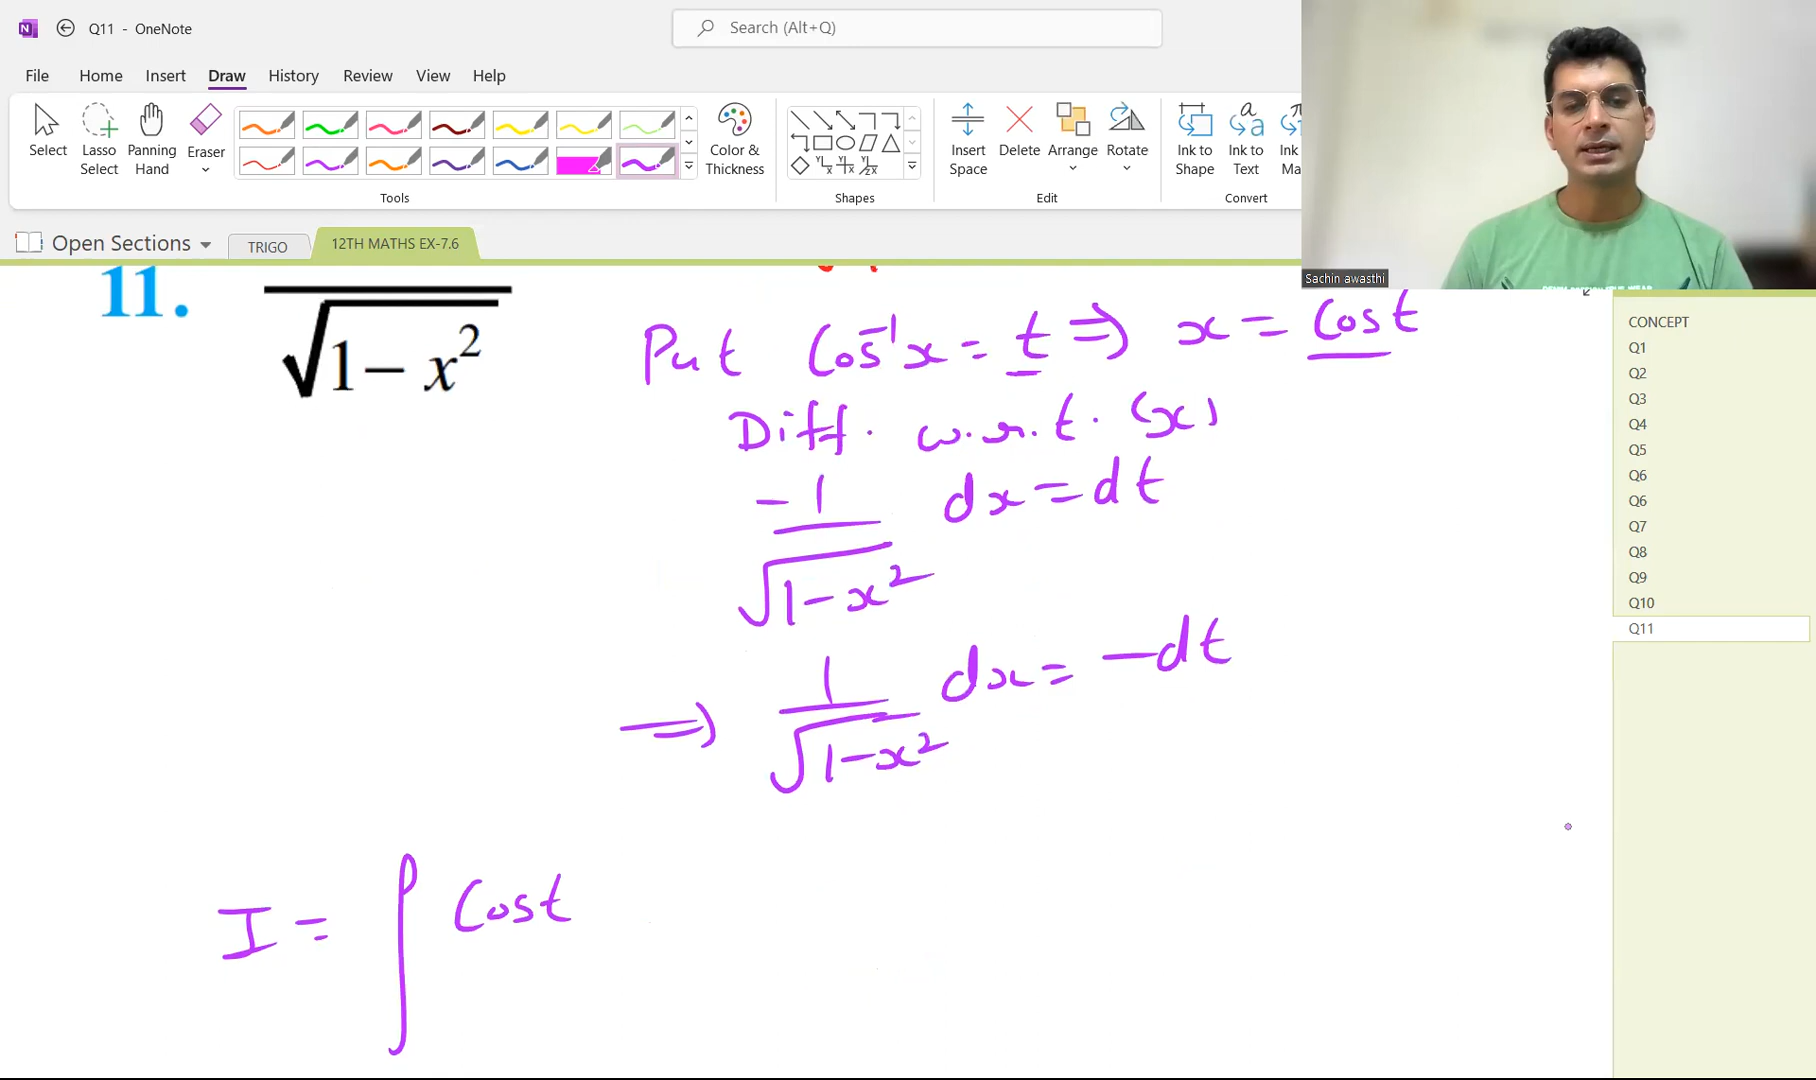 Q11 - OneNote
Search (Alt+Q)
File Home Insert Draw History Review View Help
Select
Lasso Select
Panning Hand
Eraser
Color & Thickness
Insert Space
Delete
Arrange
Rotate
Ink to Shape
Ink to Text
Ink Ma
Tools
Shapes
Edit
Convert
Open Sections
TRIGO
12TH MATHS EX-7.6
Sachin awasthi
CONCEPT
Q1
Q2
Q3
Q4
Q5
Q6
Q6
Q7
Q8
Q9
Q10
Q11
11. √1 − x²
Put Cos⁻¹x = t ⇒ x = Cost
Diff. w.r.t. (x)
-1/√1-x² dx = dt
⇒ 1/√1-x² dx = -dt
I = ∫ Cost